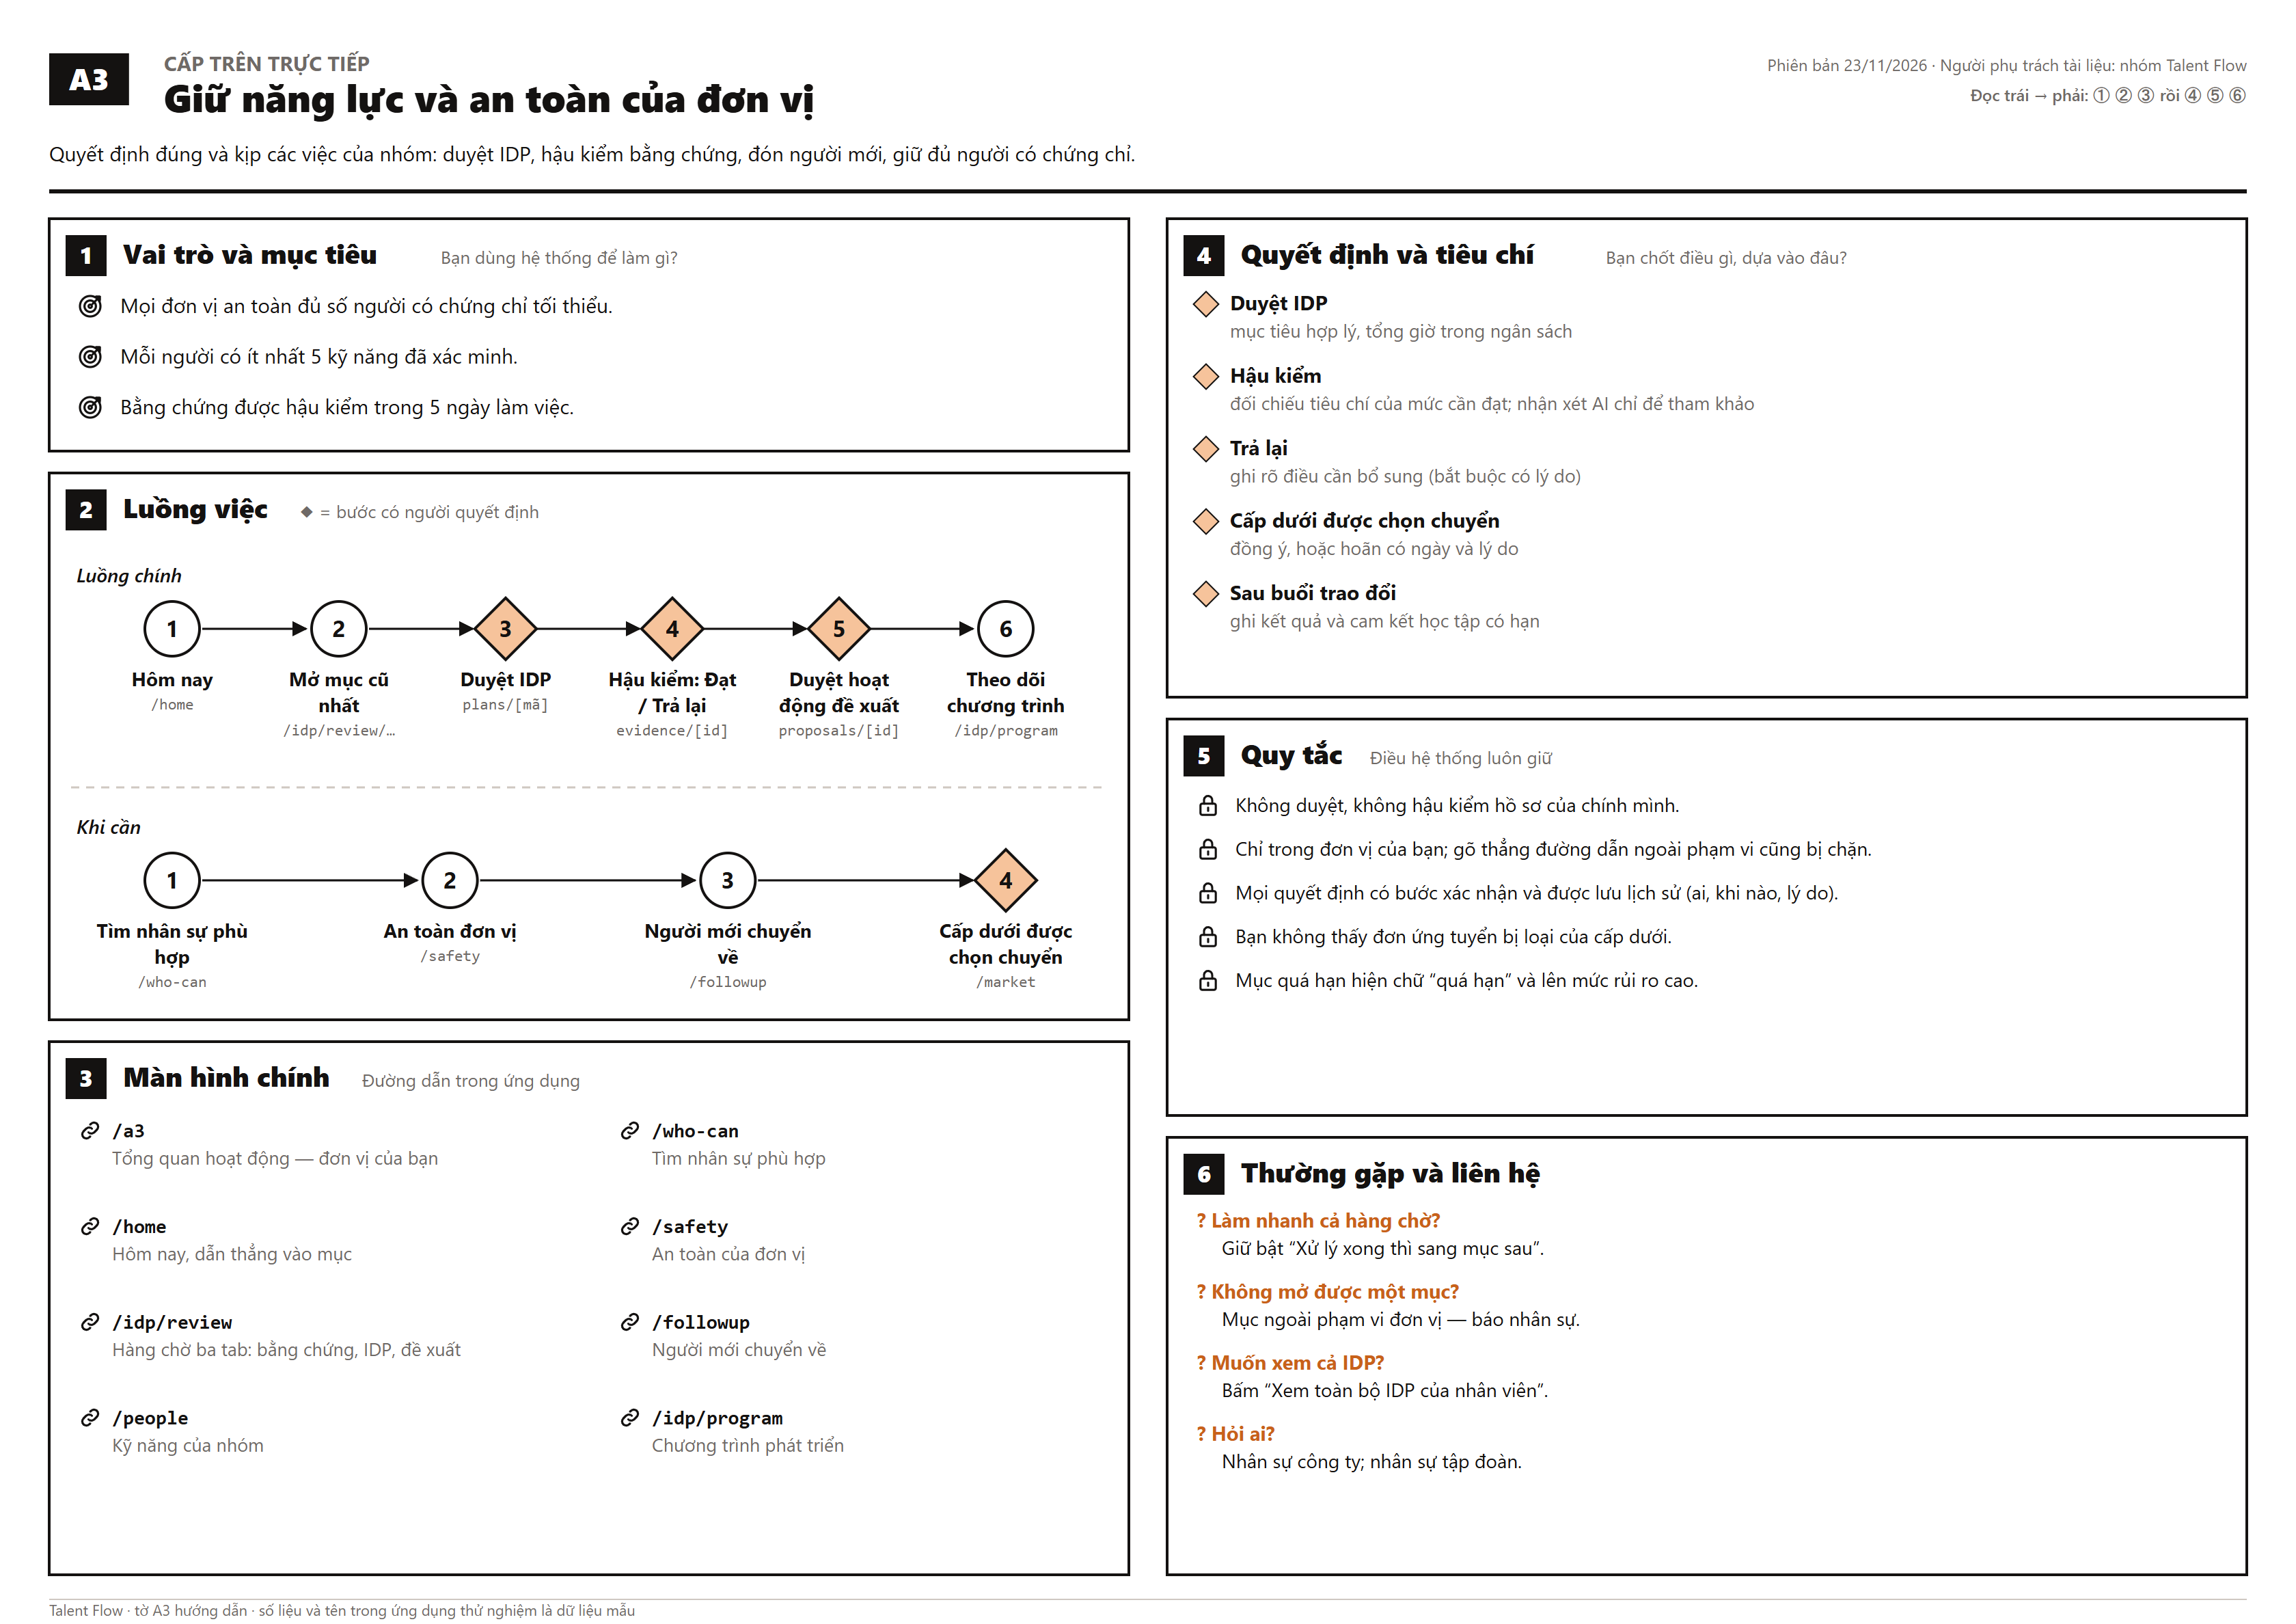 A3
CẤP TRÊN TRỰC TIẾP
Giữ năng lực và an toàn của đơn vị
Phiên bản 23/11/2026 · Người phụ trách tài liệu: nhóm Talent Flow
Đọc trái → phải: ① ② ③ rồi ④ ⑤ ⑥
Quyết định đúng và kịp các việc của nhóm: duyệt IDP, hậu kiểm bằng chứng, đón người mới, giữ đủ người có chứng chỉ.
1 Vai trò và mục tiêu Bạn dùng hệ thống để làm gì?
Mọi đơn vị an toàn đủ số người có chứng chỉ tối thiểu.
Mỗi người có ít nhất 5 kỹ năng đã xác minh.
Bằng chứng được hậu kiểm trong 5 ngày làm việc.
2 Luồng việc ◆ = bước có người quyết định
Luồng chính
1 2 3 4 5 6
Hôm nay
/home
Mở mục cũ
nhất
/idp/review/…
Duyệt IDP
plans/[mã]
Hậu kiểm: Đạt
/ Trả lại
evidence/[id]
Duyệt hoạt
động đề xuất
proposals/[id]
Theo dõi
chương trình
/idp/program
Khi cần
1 2 3 4
Tìm nhân sự phù
hợp
/who-can
An toàn đơn vị
/safety
Người mới chuyển
về
/followup
Cấp dưới được
chọn chuyển
/market
3 Màn hình chính Đường dẫn trong ứng dụng
/a3
Tổng quan hoạt động — đơn vị của bạn
/home
Hôm nay, dẫn thẳng vào mục
/idp/review
Hàng chờ ba tab: bằng chứng, IDP, đề xuất
/people
Kỹ năng của nhóm
/who-can
Tìm nhân sự phù hợp
/safety
An toàn của đơn vị
/followup
Người mới chuyển về
/idp/program
Chương trình phát triển
4 Quyết định và tiêu chí Bạn chốt điều gì, dựa vào đâu?
Duyệt IDP
mục tiêu hợp lý, tổng giờ trong ngân sách
Hậu kiểm
đối chiếu tiêu chí của mức cần đạt; nhận xét AI chỉ để tham khảo
Trả lại
ghi rõ điều cần bổ sung (bắt buộc có lý do)
Cấp dưới được chọn chuyển
đồng ý, hoặc hoãn có ngày và lý do
Sau buổi trao đổi
ghi kết quả và cam kết học tập có hạn
5 Quy tắc Điều hệ thống luôn giữ
Không duyệt, không hậu kiểm hồ sơ của chính mình.
Chỉ trong đơn vị của bạn; gõ thẳng đường dẫn ngoài phạm vi cũng bị chặn.
Mọi quyết định có bước xác nhận và được lưu lịch sử (ai, khi nào, lý do).
Bạn không thấy đơn ứng tuyển bị loại của cấp dưới.
Mục quá hạn hiện chữ “quá hạn” và lên mức rủi ro cao.
6 Thường gặp và liên hệ
? Làm nhanh cả hàng chờ?
Giữ bật “Xử lý xong thì sang mục sau”.
? Không mở được một mục?
Mục ngoài phạm vi đơn vị — báo nhân sự.
? Muốn xem cả IDP?
Bấm “Xem toàn bộ IDP của nhân viên”.
? Hỏi ai?
Nhân sự công ty; nhân sự tập đoàn.
Talent Flow · tờ A3 hướng dẫn · số liệu và tên trong ứng dụng thử nghiệm là dữ liệu mẫu